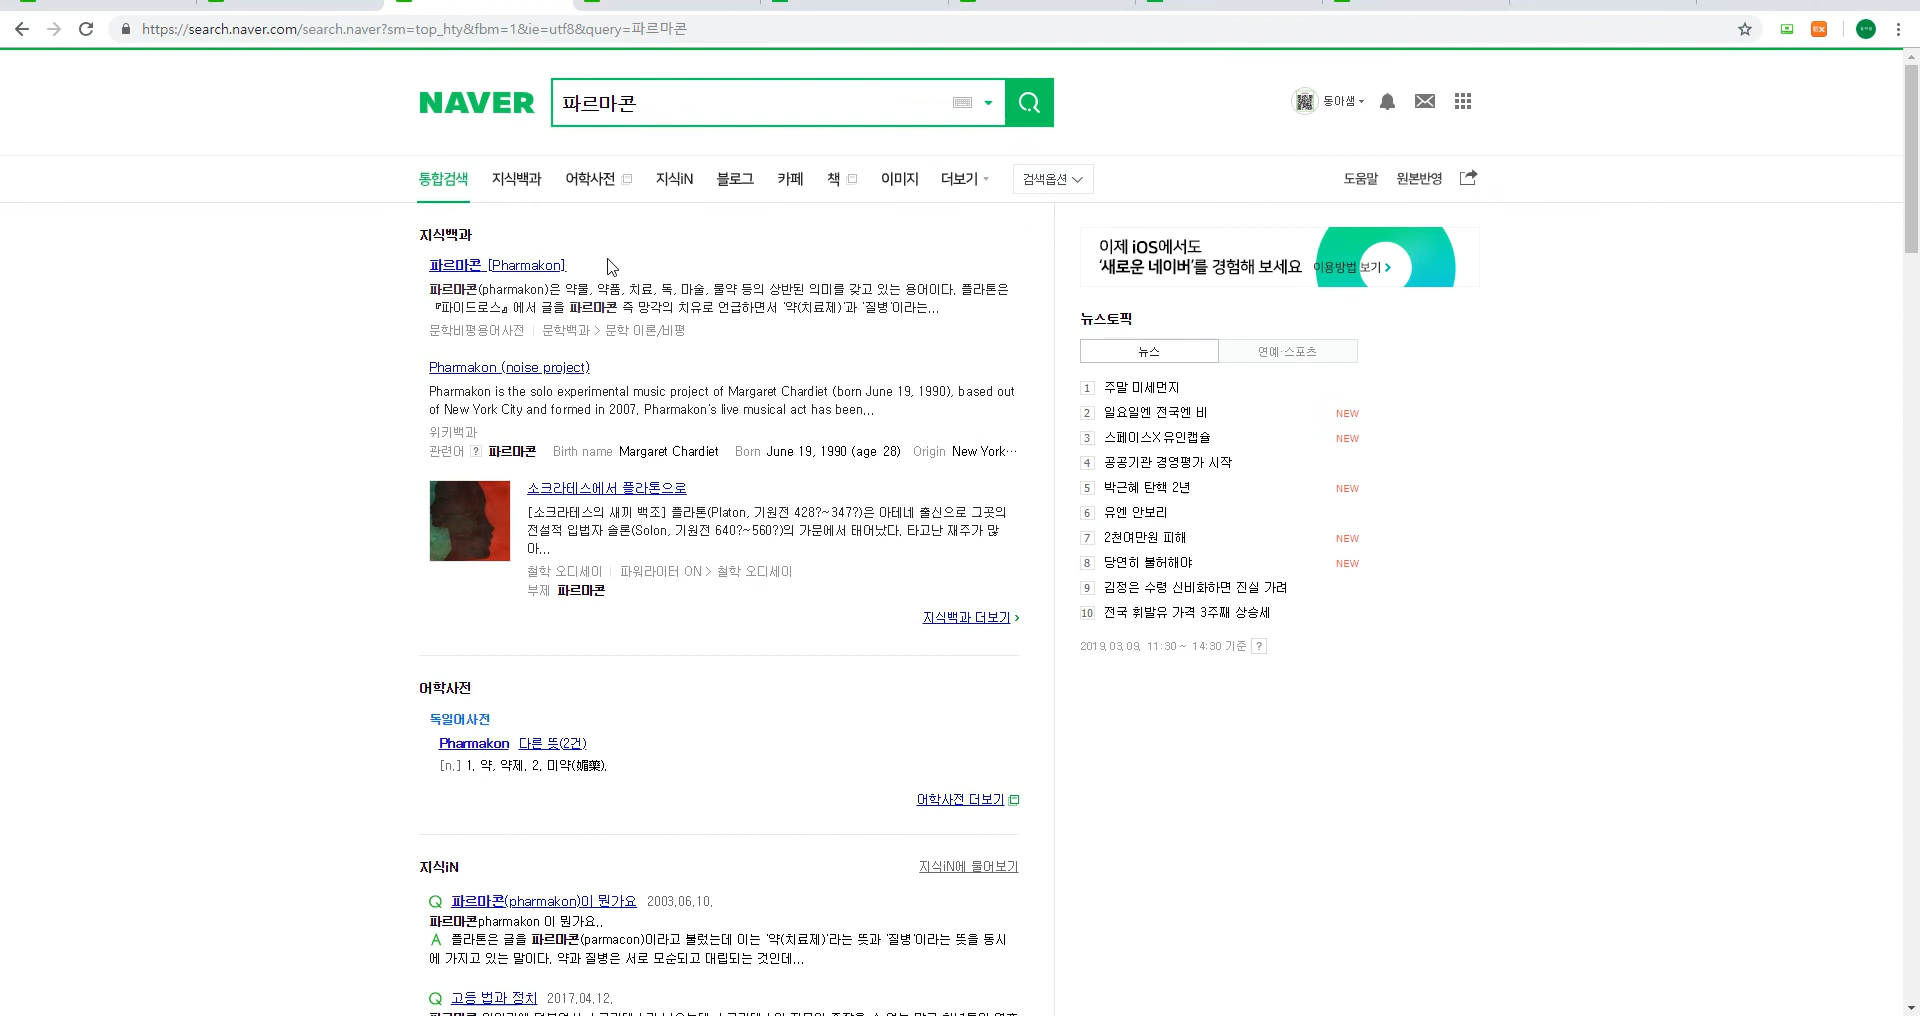 https://search.naver.com/search.naver?sm=top_hty&fbm=1&ie=utf8&query=파르마콘
NAVER
파르마콘
동아샘
통합검색 지식백과 어학사전 지식iN 블로그 카페 책 이미지 더보기 검색옵션
도움말 원본반영
지식백과
파르마콘 [Pharmakon]
파르마콘(pharmakon)은 약물, 약품, 치료, 독, 마술, 물약 등의 상반된 의미를 갖고 있는 용어이다. 플라톤은
『파이드로스』에서 글을 파르마콘 즉 망각의 치유로 언급하면서 '약(치료제)'과 '질병'이라는...
문학비평용어사전 | 문학백과 > 문학 이론/비평
Pharmakon (noise project)
Pharmakon is the solo experimental music project of Margaret Chardiet (born June 19, 1990), based out
of New York City and formed in 2007. Pharmakon's live musical act has been...
위키백과
관련어 ? 파르마콘 Birth name Margaret Chardiet Born June 19, 1990 (age 28) Origin New York…
소크라테스에서 플라톤으로
[소크라테스의 새끼 백조] 플라톤(Platon, 기원전 428?~347?)은 아테네 출신으로 그곳의
전설적 입법자 솔론(Solon, 기원전 640?~560?)의 가문에서 태어났다. 타고난 재주가 많
아...
철학 오디세이 | 파워라이터 ON > 철학 오디세이
부제 파르마콘
지식백과 더보기 >
어학사전
독일어사전
Pharmakon 다른 뜻(2건)
[n.] 1. 약, 약제. 2. 미약(媚藥).
어학사전 더보기
지식iN
지식iN에 물어보기
Q 파르마콘(pharmakon)이 뭔가요 2003.06.10.
파르마콘pharmakon 이 뭔가요..
A 플라톤은 글을 파르마콘(parmacon)이라고 불렀는데 이는 '약(치료제)'라는 뜻과 '질병'이라는 뜻을 동시
에 가지고 있는 말이다. 약과 질병은 서로 모순되고 대립되는 것인데...
Q 고등 법과 정치 2017.04.12.
이제 iOS에서도
'새로운 네이버'를 경험해 보세요 이용방법 보기 >
뉴스토픽
뉴스 연예·스포츠
1 주말 미세먼지
2 일요일엔 전국엔 비 NEW
3 스페이스X 유인캡슐 NEW
4 공공기관 경영평가 시작
5 박근혜 탄핵 2년 NEW
6 유엔 안보리
7 2천여만원 피해 NEW
8 당연히 불허해야 NEW
9 김정은 수령 신비화하면 진실 가려
10 전국 휘발유 가격 3주째 상승세
2019.03.09. 11:30 ~ 14:30 기준 ?